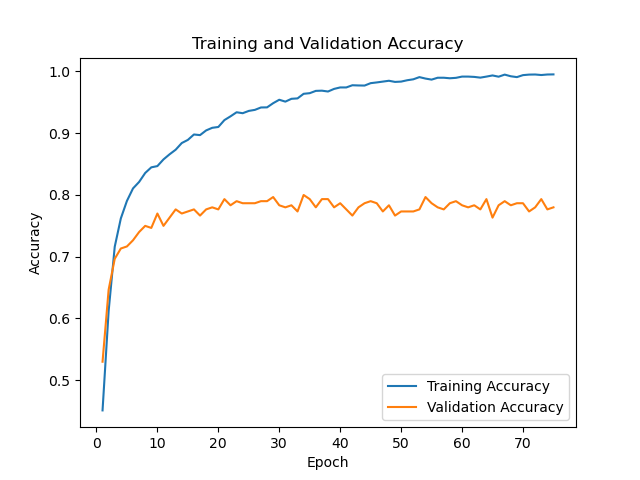 Training and Validation Accuracy
1.0
0.9
0.8
0.7
0.6
0.5
Accuracy
Training Accuracy
Validation Accuracy
0 10 20 30 40 50 60 70
Epoch